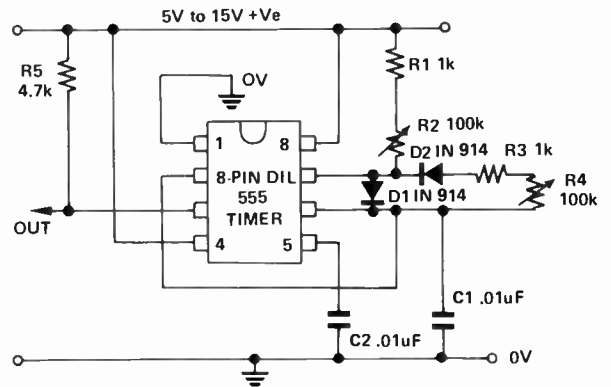 5V to 15V +Ve
R5
4.7k
0V
R1 1k
R2 100k
D2 IN 914
R3 1k
R4
100k
1
8
8-PIN DIL
555
TIMER
D1 IN 914
OUT
4
5
C1 .01uF
C2 .01uF
0V